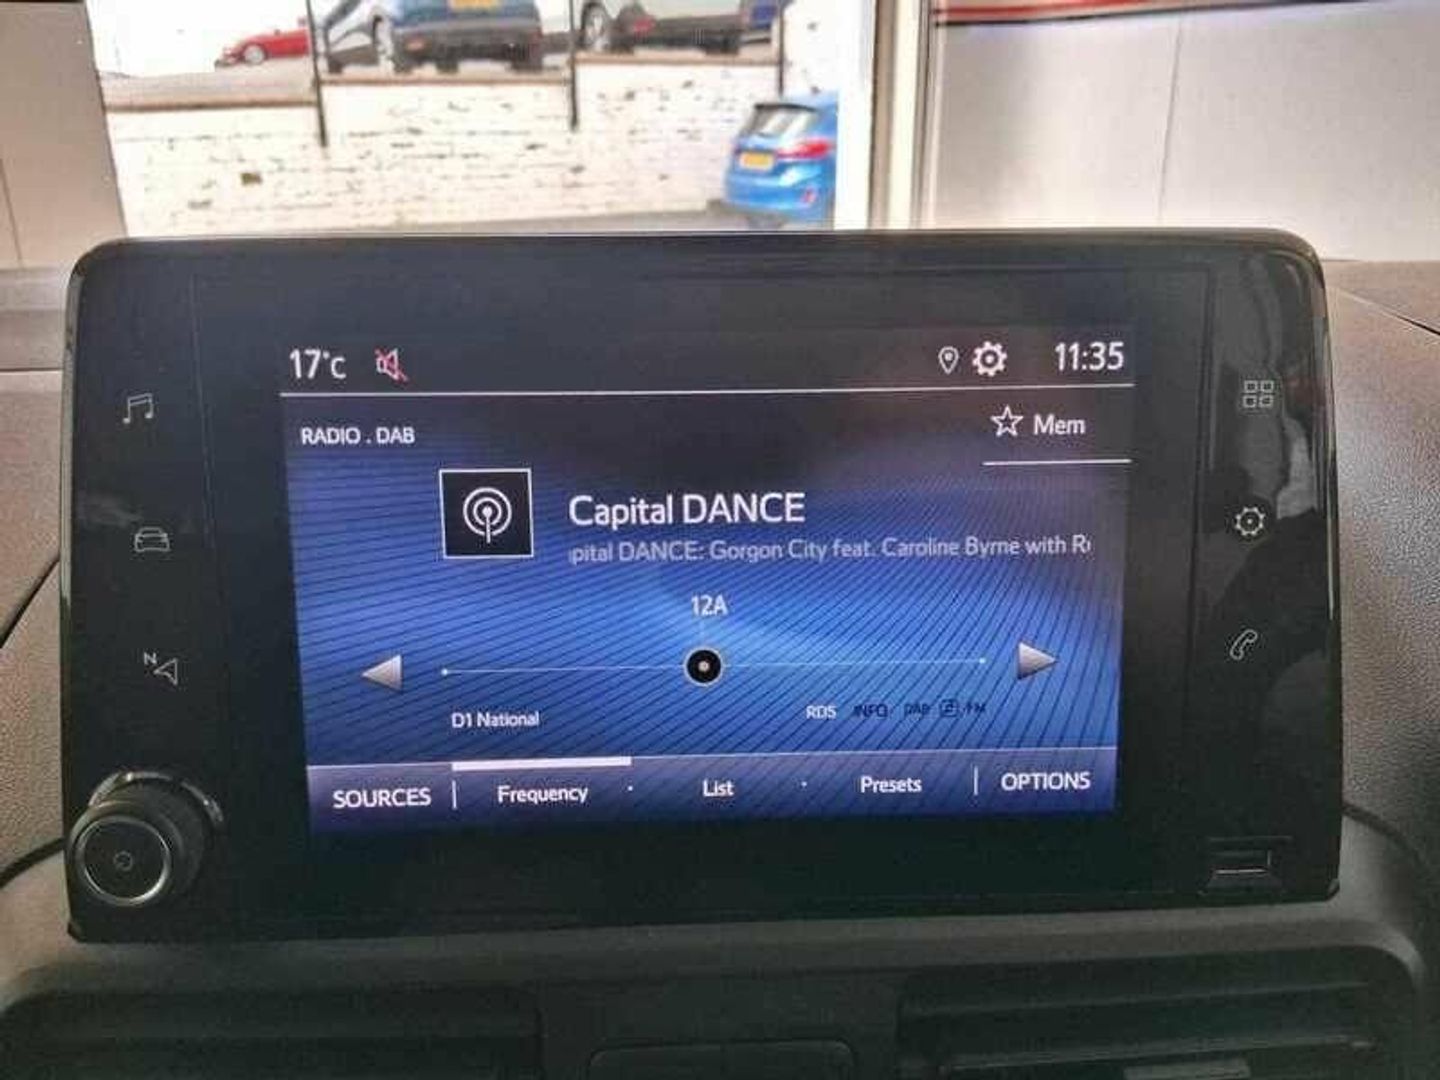 17°C
11:35
RADIO . DAB
Mem
Capital DANCE
pital DANCE: Gorgon City feat. Caroline Byrne with R
12A
D1 National
RDS INFO DAB FM
SOURCES Frequency List Presets OPTIONS
N